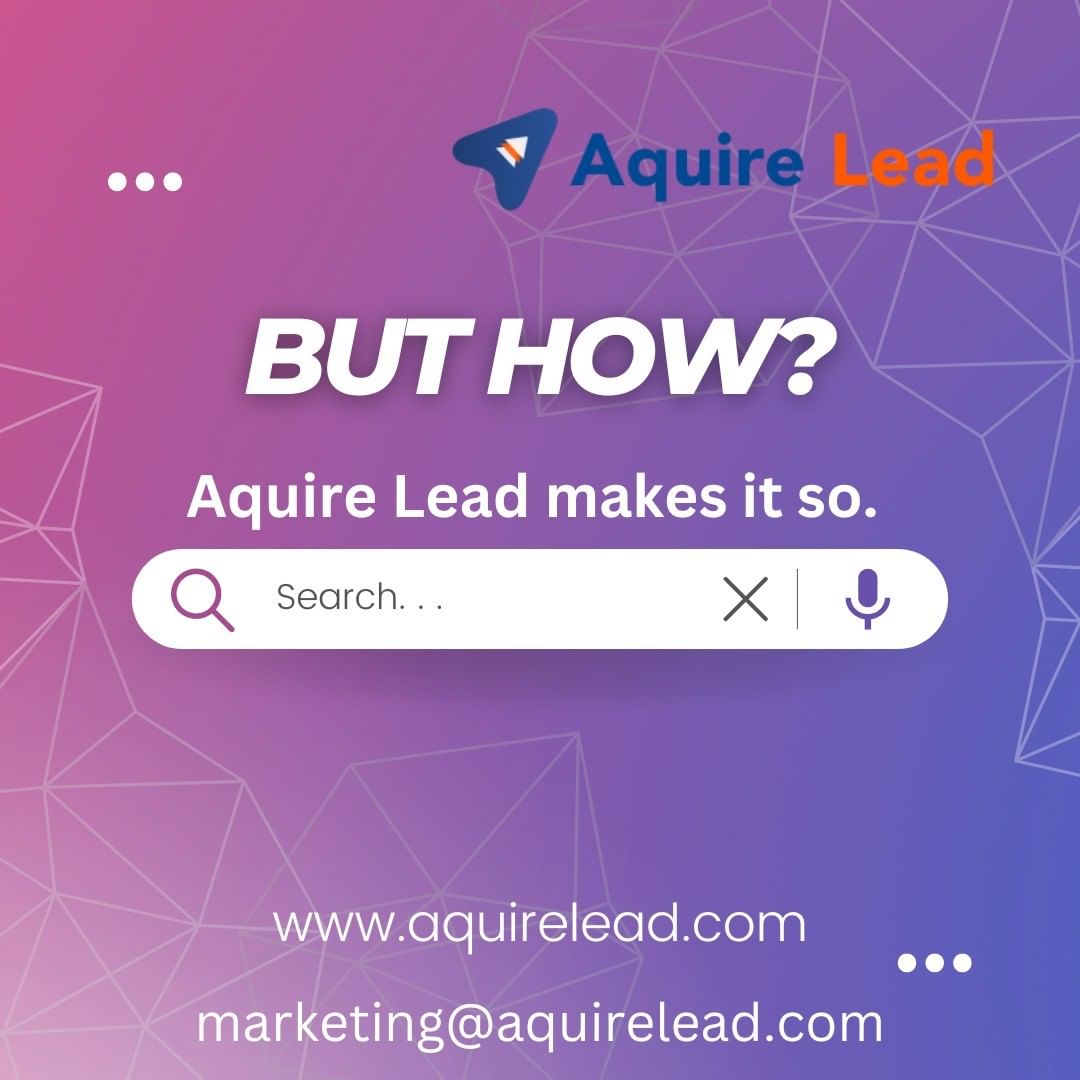 Aquire Lead
BUT HOW?
Aquire Lead makes it so.
Search. . .
www.aquirelead.com
marketing@aquirelead.com